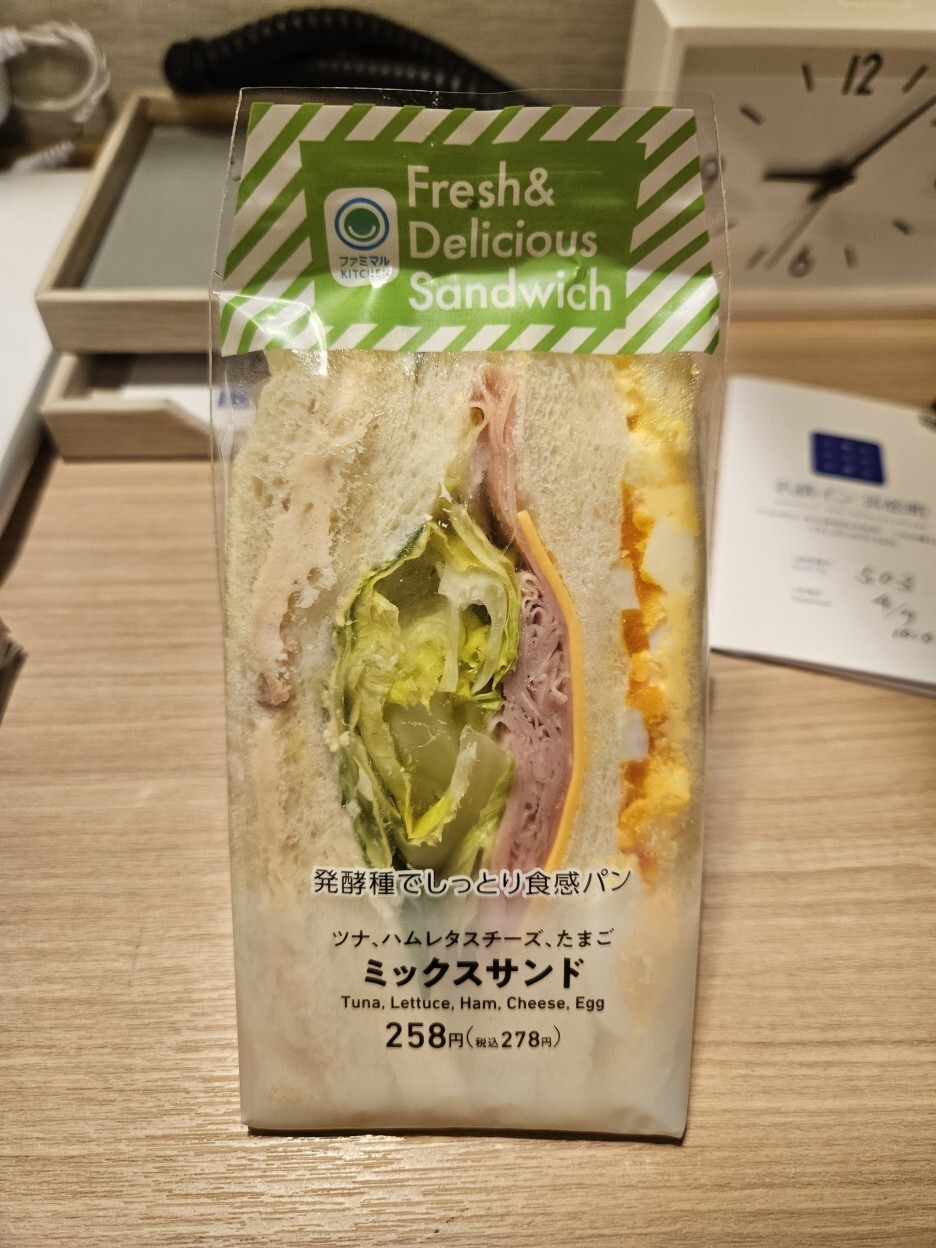 12
6
Fresh&
Delicious
Sandwich
ファミマル
KITCHEN
発酵種でしっとり食感パン
ツナ、ハムレタスチーズ、たまご
ミックスサンド
Tuna, Lettuce, Ham, Cheese, Egg
258円(税込278円)